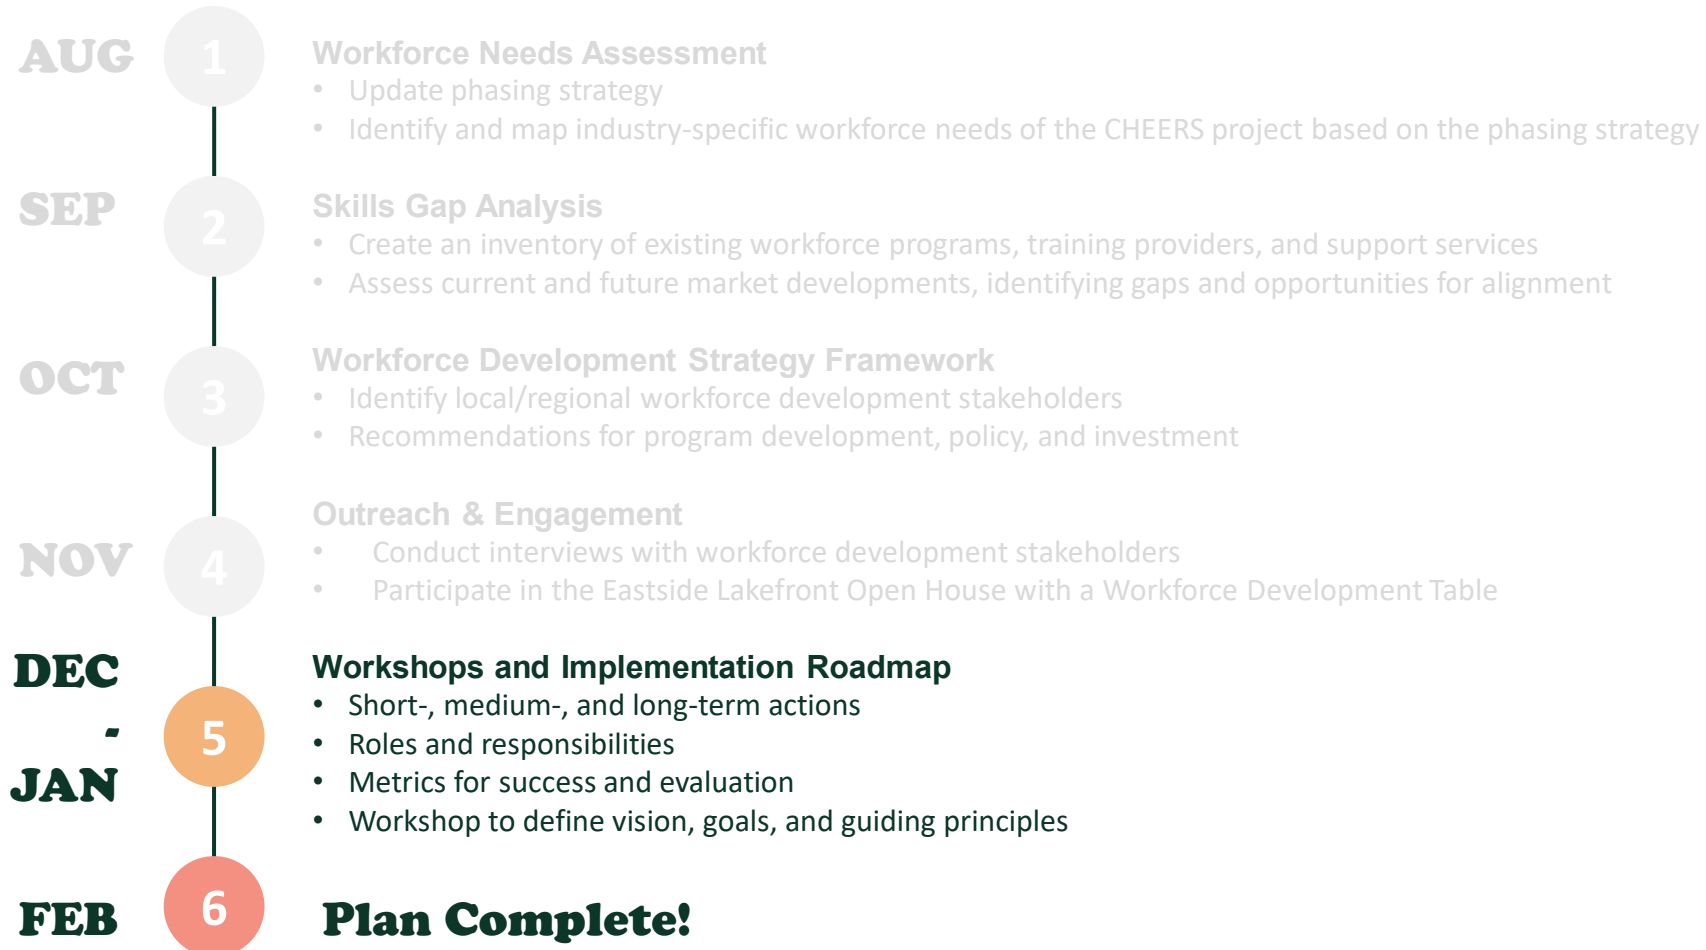 AUG
1
Workforce Needs Assessment
• Update phasing strategy
• Identify and map industry-specific workforce needs of the CHEERS project based on the phasing strategy
SEP
2
Skills Gap Analysis
• Create an inventory of existing workforce programs, training providers, and support services
• Assess current and future market developments, identifying gaps and opportunities for alignment
OCT
3
Workforce Development Strategy Framework
• Identify local/regional workforce development stakeholders
• Recommendations for program development, policy, and investment
NOV
4
Outreach & Engagement
• Conduct interviews with workforce development stakeholders
• Participate in the Eastside Lakefront Open House with a Workforce Development Table
DEC
-
JAN
5
Workshops and Implementation Roadmap
• Short-, medium-, and long-term actions
• Roles and responsibilities
• Metrics for success and evaluation
• Workshop to define vision, goals, and guiding principles
FEB
6
Plan Complete!